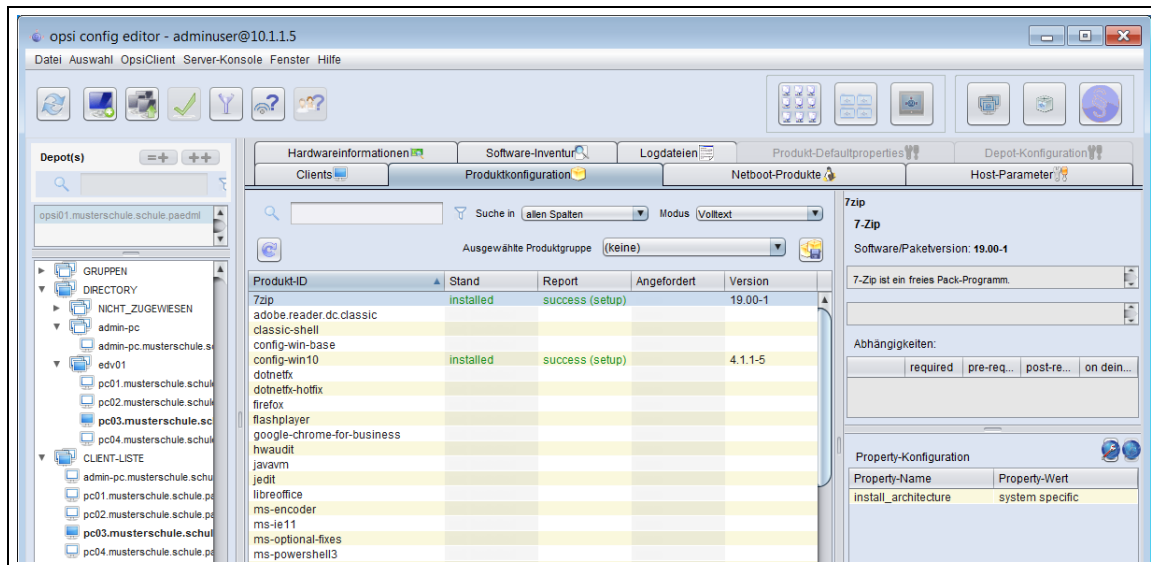 opsi config editor - adminuser@10.1.1.5
Datei Auswahl OpsiClient Server-Konsole Fenster Hilfe
Depot(s)
opsi01.musterschule.schule.paedml
GRUPPEN
DIRECTORY
NICHT_ZUGEWIESEN
admin-pc
admin-pc.musterschule.s
edv01
pc01.musterschule.schul
pc02.musterschule.schul
pc03.musterschule.sc
pc04.musterschule.schul
CLIENT-LISTE
admin-pc.musterschule.schu
pc01.musterschule.schule.pa
pc02.musterschule.schule.pa
pc03.musterschule.schul
pc04.musterschule.schule.pa
Hardwareinformationen Software-Inventur Logdateien Produkt-Defaultproperties Depot-Konfiguration
Clients Produktkonfiguration Netboot-Produkte Host-Parameter
Suche in allen Spalten Modus Volltext
Ausgewählte Produktgruppe (keine)
Produkt-ID Stand Report Angefordert Version
7zip installed success (setup) 19.00-1
adobe.reader.dc.classic
classic-shell
config-win-base
config-win10 installed success (setup) 4.1.1-5
dotnetfx
dotnetfx-hotfix
firefox
flashplayer
google-chrome-for-business
hwaudit
javavm
jedit
libreoffice
ms-encoder
ms-ie11
ms-optional-fixes
ms-powershell3
7zip
7-Zip
Software/Paketversion: 19.00-1
7-Zip ist ein freies Pack-Programm.
Abhängigkeiten:
required pre-req... post-re... on dein...
Property-Konfiguration
Property-Name Property-Wert
install_architecture system specific